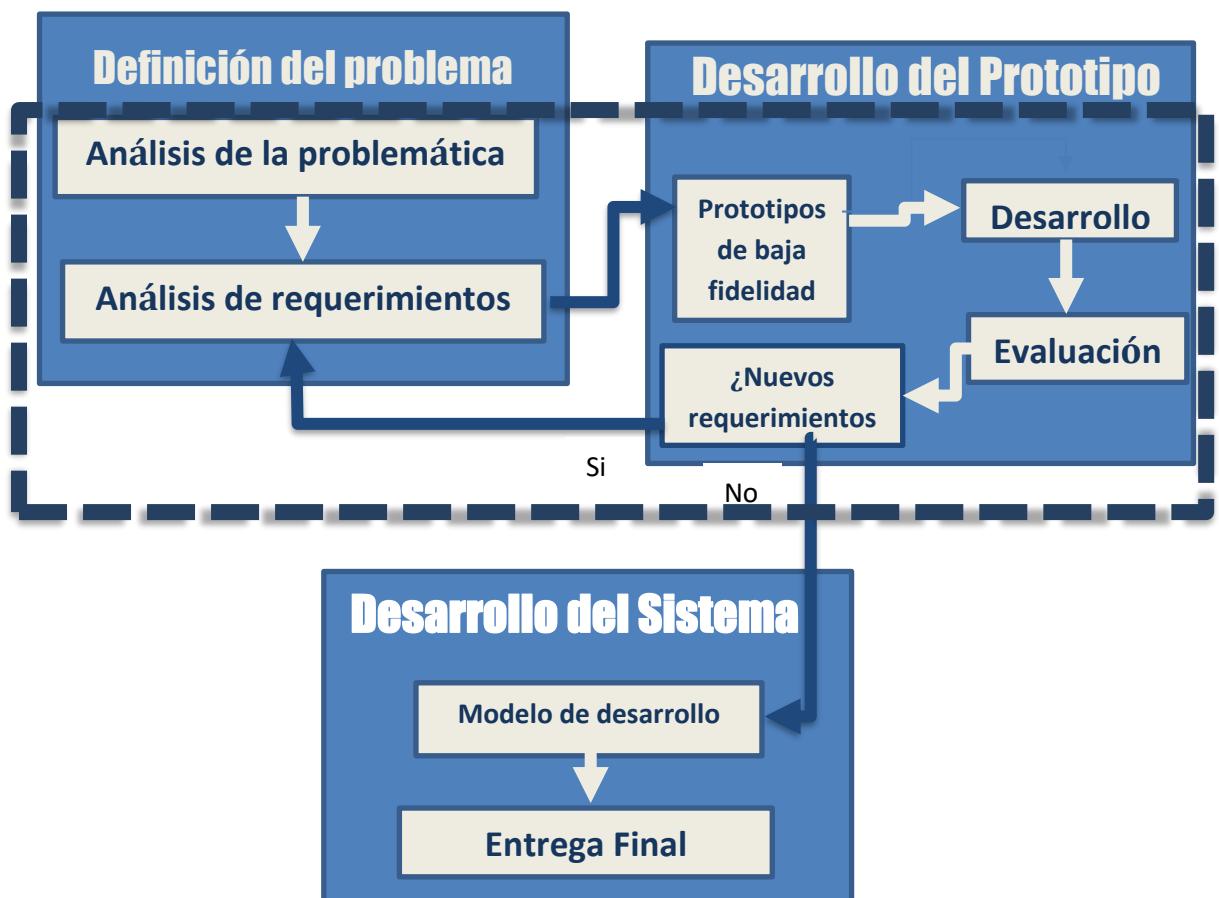 Definición del problema
Análisis de la problemática
Análisis de requerimientos
Desarrollo del Prototipo
Prototipos
de baja
fidelidad
Desarrollo
Evaluación
¿Nuevos
requerimientos
Si
No
Desarrollo del Sistema
Modelo de desarrollo
Entrega Final